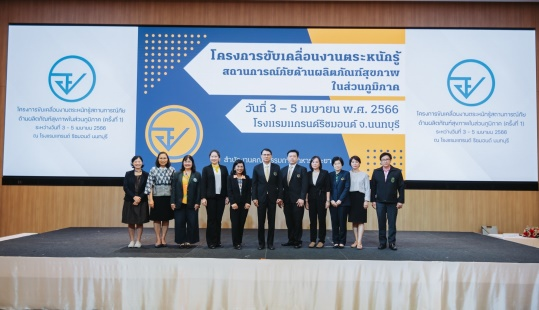 โครงการขับเคลื่อนงานตระหนักรู้สถานการณ์ภัย
ด้านผลิตภัณฑ์สุขภาพในส่วนภูมิภาค (ครั้งที่ 1)
ระหว่างวันที่ 3 - 5 เมษายน 2566
ณ โรงแรมแกรนด์ ริชมอนด์ นนทบุรี
โครงการขับเคลื่อนงานตระหนักรู้
สถานการณ์ภัยด้านผลิตภัณฑ์สุขภาพ
ในส่วนภูมิภาค
วันที่ 3 – 5 เมษายน พ.ศ. 2566
โรงแรมแกรนด์ริชมอนด์ จ.นนทบุรี
โครงการขับเคลื่อนงานตระหนักรู้สถานการณ์ภัย
ด้านผลิตภัณฑ์สุขภาพในส่วนภูมิภาค (ครั้งที่ 1)
ระหว่างวันที่ 3 - 5 เมษายน 2566
ณ โรงแรมแกรนด์ ริชมอนด์ นนทบุรี